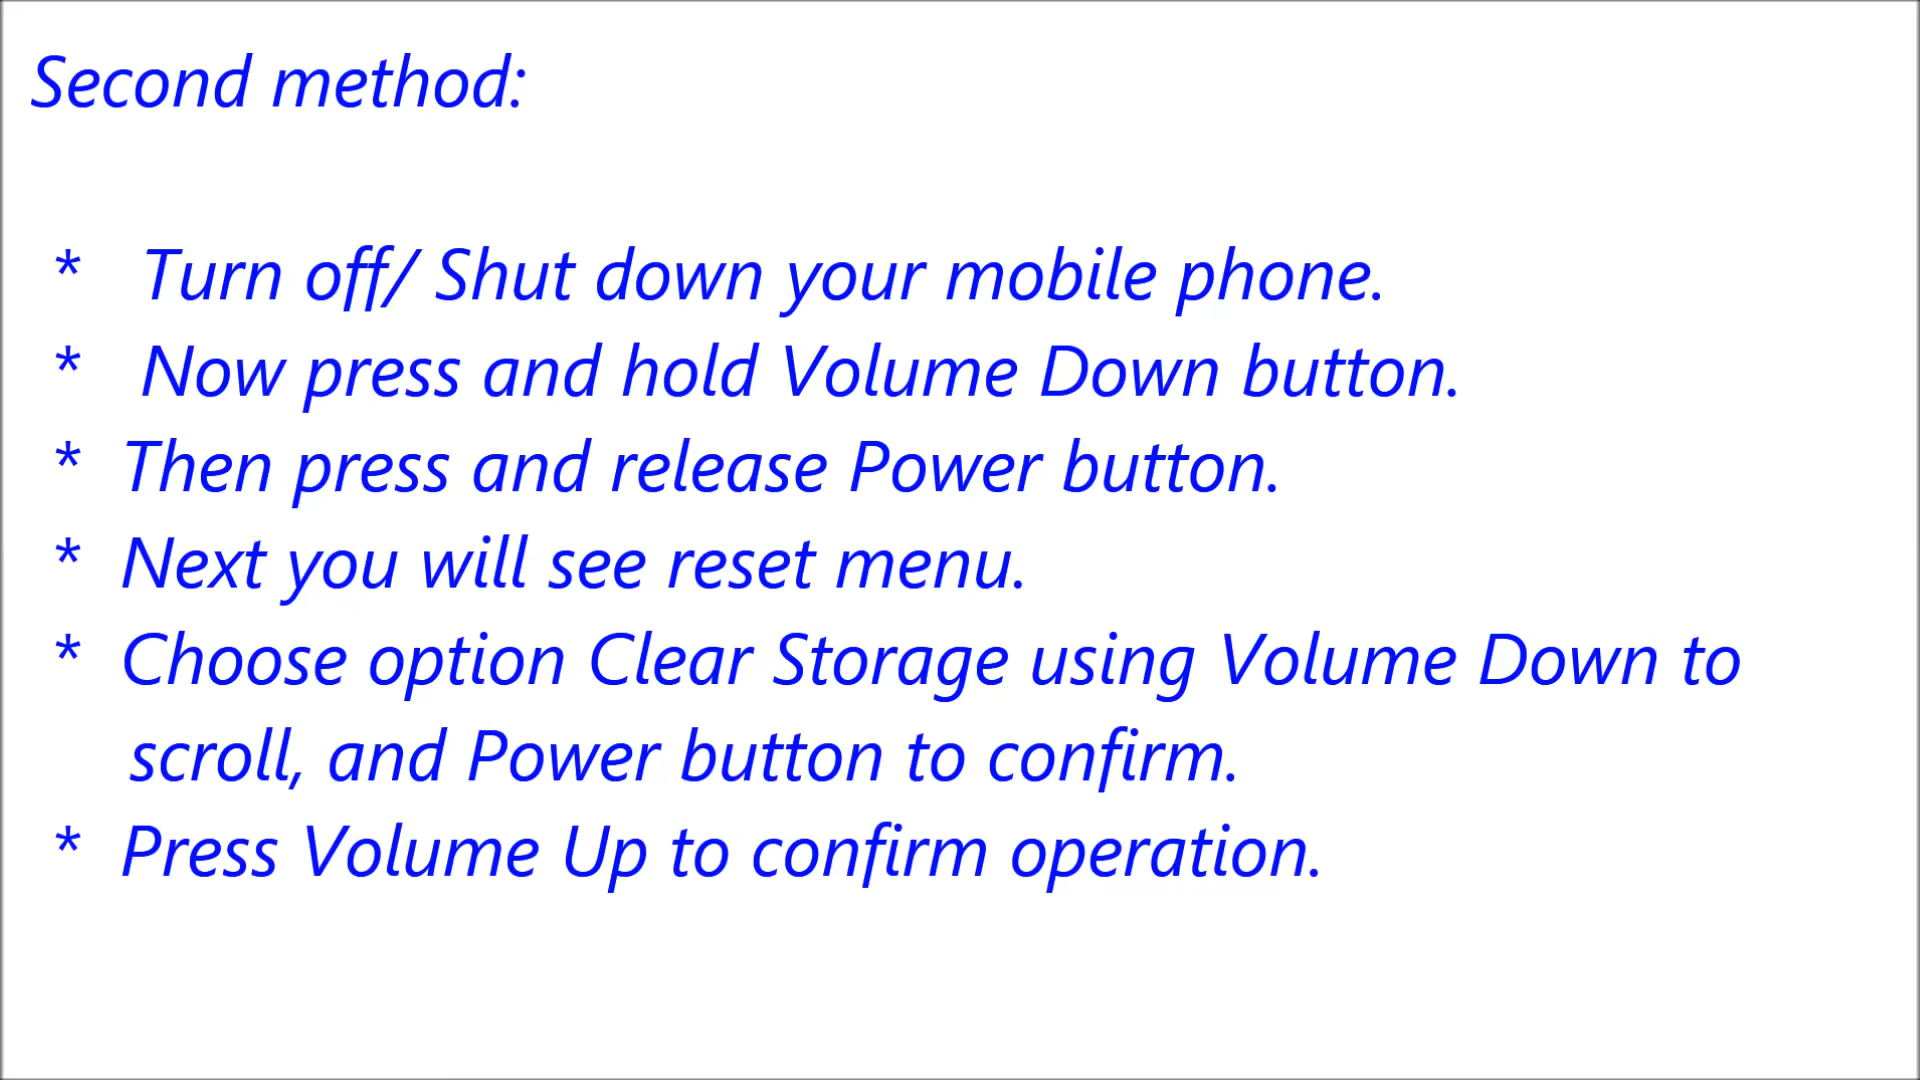 Second method:
* Turn off/ Shut down your mobile phone.
* Now press and hold Volume Down button.
* Then press and release Power button.
* Next you will see reset menu.
* Choose option Clear Storage using Volume Down to
scroll, and Power button to confirm.
* Press Volume Up to confirm operation.